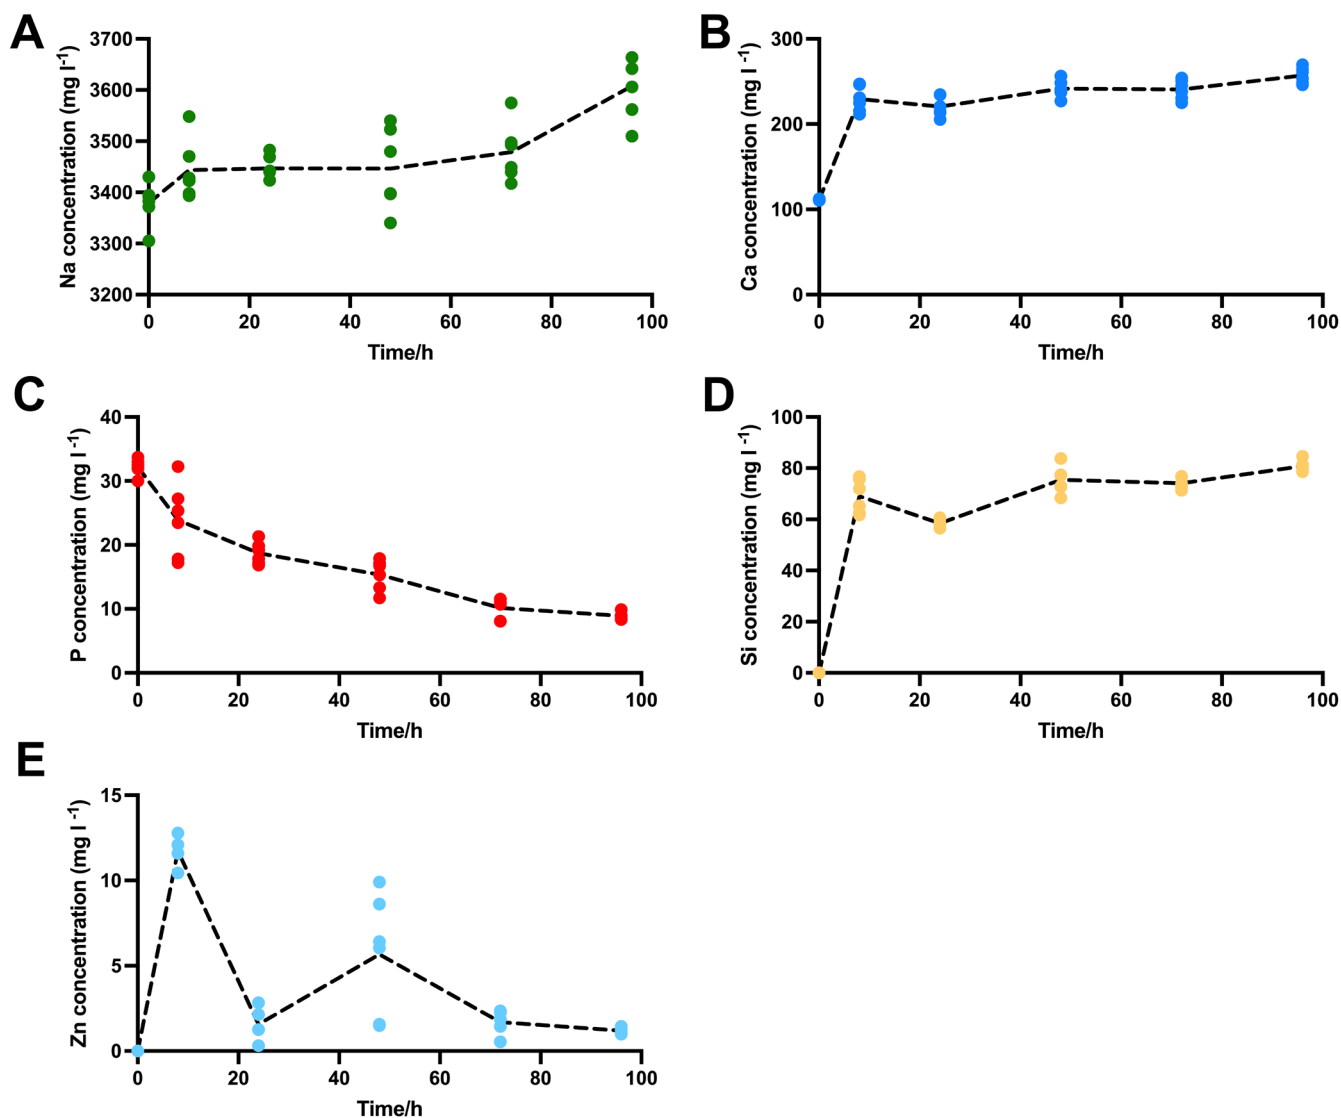 A
Na concentration (mg l⁻¹)
3700
3600
3500
3400
3300
3200
0 20 40 60 80 100
Time/h
B
Ca concentration (mg l⁻¹)
300
200
100
0
0 20 40 60 80 100
Time/h
C
P concentration (mg l⁻¹)
40
30
20
10
0
0 20 40 60 80 100
Time/h
D
Si concentration (mg l⁻¹)
100
80
60
40
20
0
0 20 40 60 80 100
Time/h
E
Zn concentration (mg l⁻¹)
15
10
5
0
0 20 40 60 80 100
Time/h